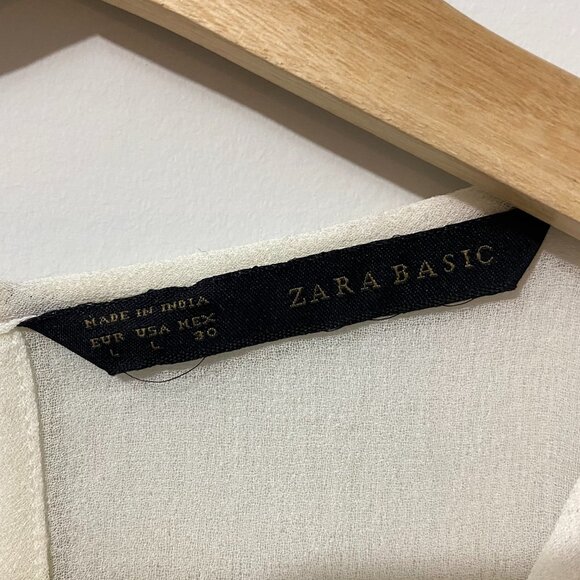 MADE IN INDIA
EUR USA MEX
L L 30
ZARA BASIC